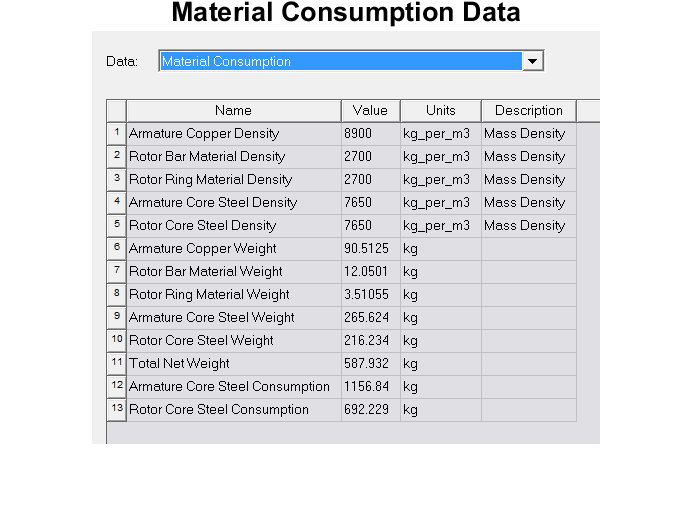 Material Consumption Data
Data: Material Consumption
Name Value Units Description
1 Armature Copper Density 8900 kg_per_m3 Mass Density
2 Rotor Bar Material Density 2700 kg_per_m3 Mass Density
3 Rotor Ring Material Density 2700 kg_per_m3 Mass Density
4 Armature Core Steel Density 7650 kg_per_m3 Mass Density
5 Rotor Core Steel Density 7650 kg_per_m3 Mass Density
6 Armature Copper Weight 90.5125 kg
7 Rotor Bar Material Weight 12.0501 kg
8 Rotor Ring Material Weight 3.51055 kg
9 Armature Core Steel Weight 265.624 kg
10 Rotor Core Steel Weight 216.234 kg
11 Total Net Weight 587.932 kg
12 Armature Core Steel Consumption 1156.84 kg
13 Rotor Core Steel Consumption 692.229 kg